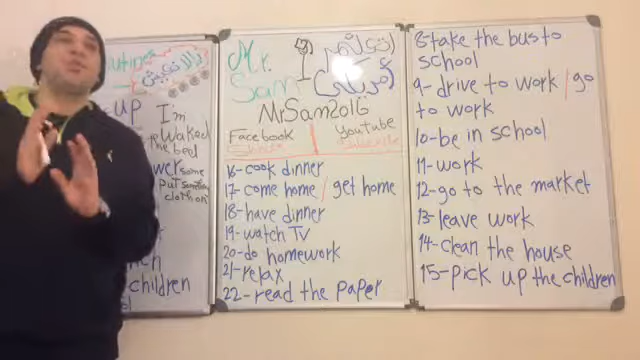 up
I'm
waked
the bed
some
put something
cloth on
children
Mr.
Sam
MrSam2016
Facebook
YouTube
16-cook dinner
17-come home / get home
18-have dinner
19-watch TV
20-do homework
21-relax
22-read the paper
8-take the bus to
school
9-drive to work / go
to work
10-be in school
11-work
12-go to the market
13-leave work
14-clean the house
15-pick up the children